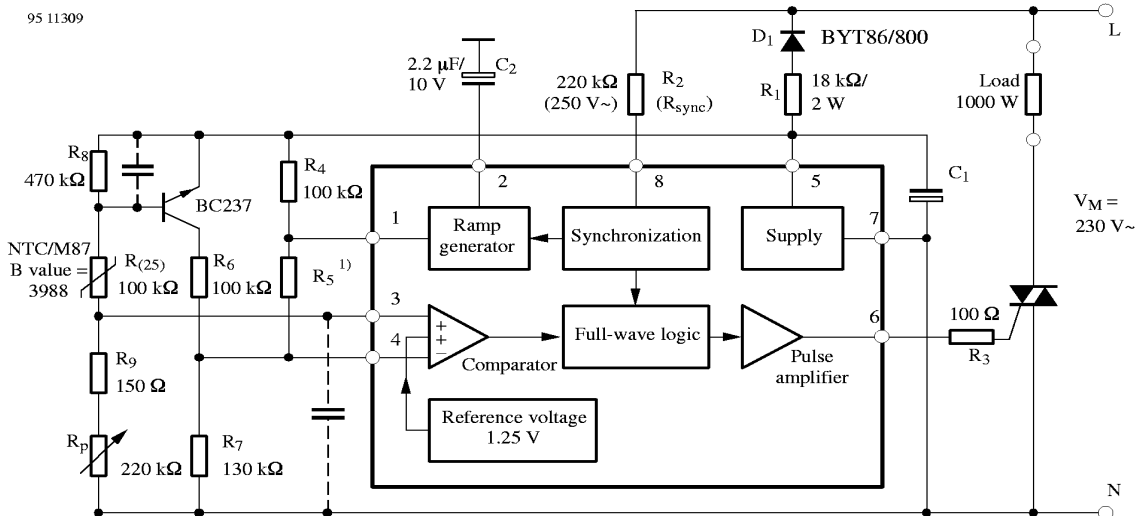 95 11309
L
D1
BYT86/800
2.2 μF/
10 V
C2
220 kΩ
(250 V~)
R2
(Rsync)
R1
18 kΩ/
2 W
Load
1000 W
R8
470 kΩ
BC237
R4
100 kΩ
2
8
5
C1
VM =
230 V~
1
Ramp
generator
Synchronization
Supply
7
NTC/M87
B value =
3988
R(25)
100 kΩ
R6
100 kΩ
R5 1)
3
4
+
+
−
Comparator
Full-wave logic
Pulse
amplifier
6
100 Ω
R3
R9
150 Ω
Reference voltage
1.25 V
Rp
220 kΩ
R7
130 kΩ
N